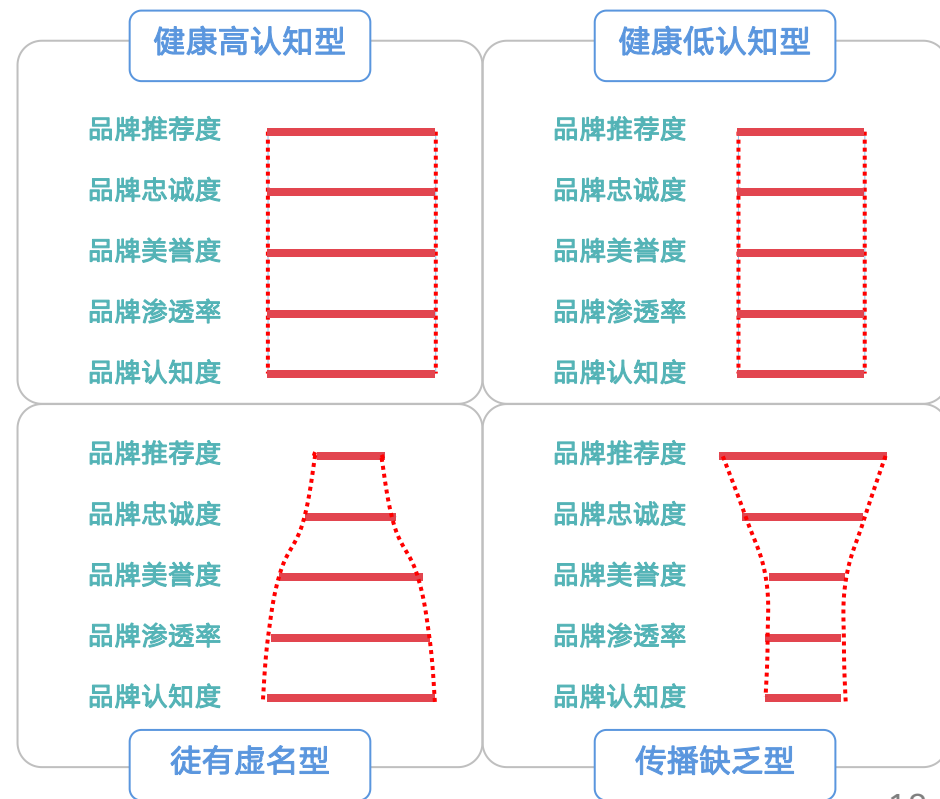 健康高认知型
品牌推荐度
品牌忠诚度
品牌美誉度
品牌渗透率
品牌认知度
健康低认知型
品牌推荐度
品牌忠诚度
品牌美誉度
品牌渗透率
品牌认知度
品牌推荐度
品牌忠诚度
品牌美誉度
品牌渗透率
品牌认知度
徒有虚名型
品牌推荐度
品牌忠诚度
品牌美誉度
品牌渗透率
品牌认知度
传播缺乏型